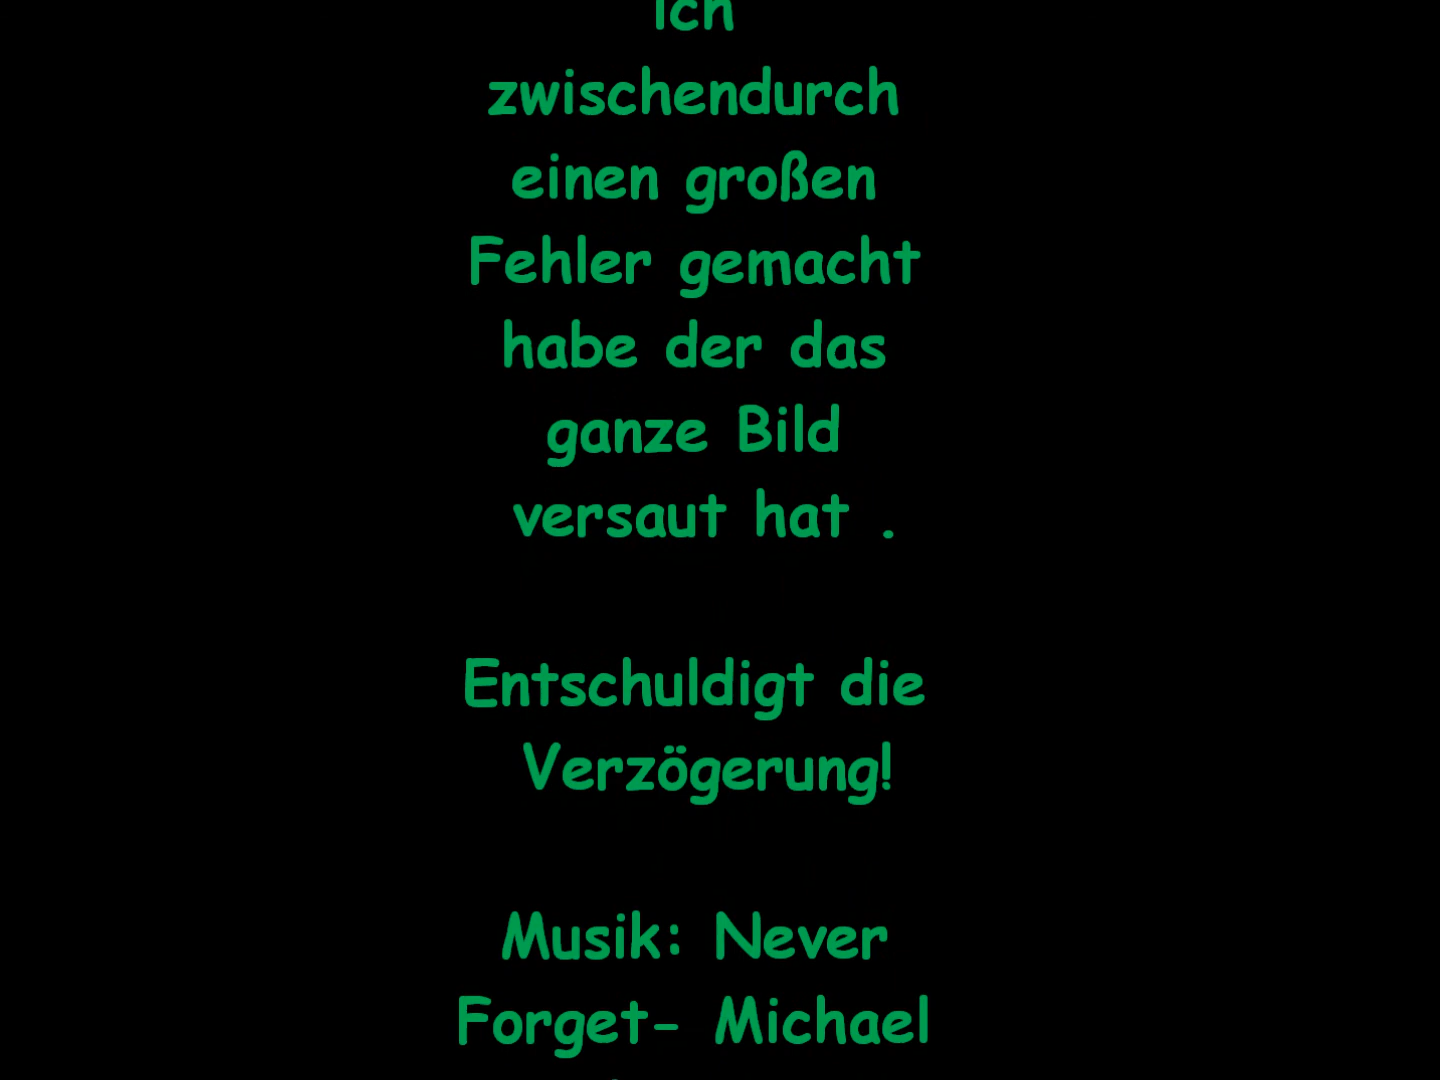 ich
zwischendurch
einen großen
Fehler gemacht
habe der das
ganze Bild
versaut hat .
Entschuldigt die
Verzögerung!
Musik: Never
Forget- Michael